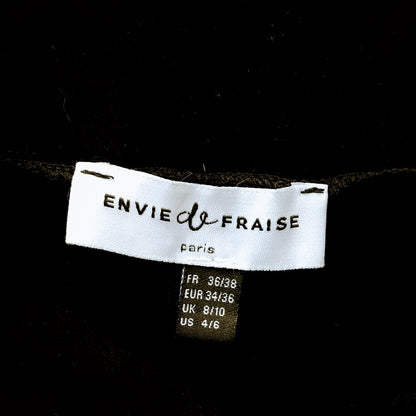 ENVIE de FRAISE
paris
FR 36/38
EUR 34/36
UK 8/10
US 4/6